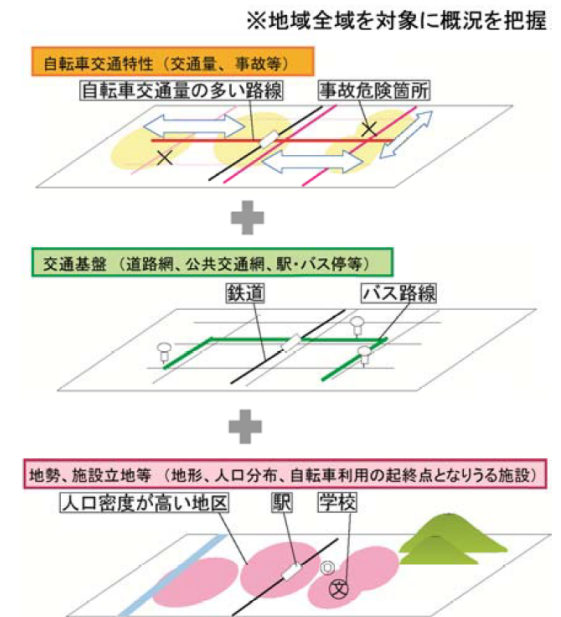 ※地域全域を対象に概況を把握
自転車交通特性（交通量、事故等）
自転車交通量の多い路線
事故危険箇所
交通基盤（道路網、公共交通網、駅・バス停等）
鉄道
バス路線
地勢、施設立地等（地形、人口分布、自転車利用の起終点となりうる施設）
人口密度が高い地区
駅
学校
文